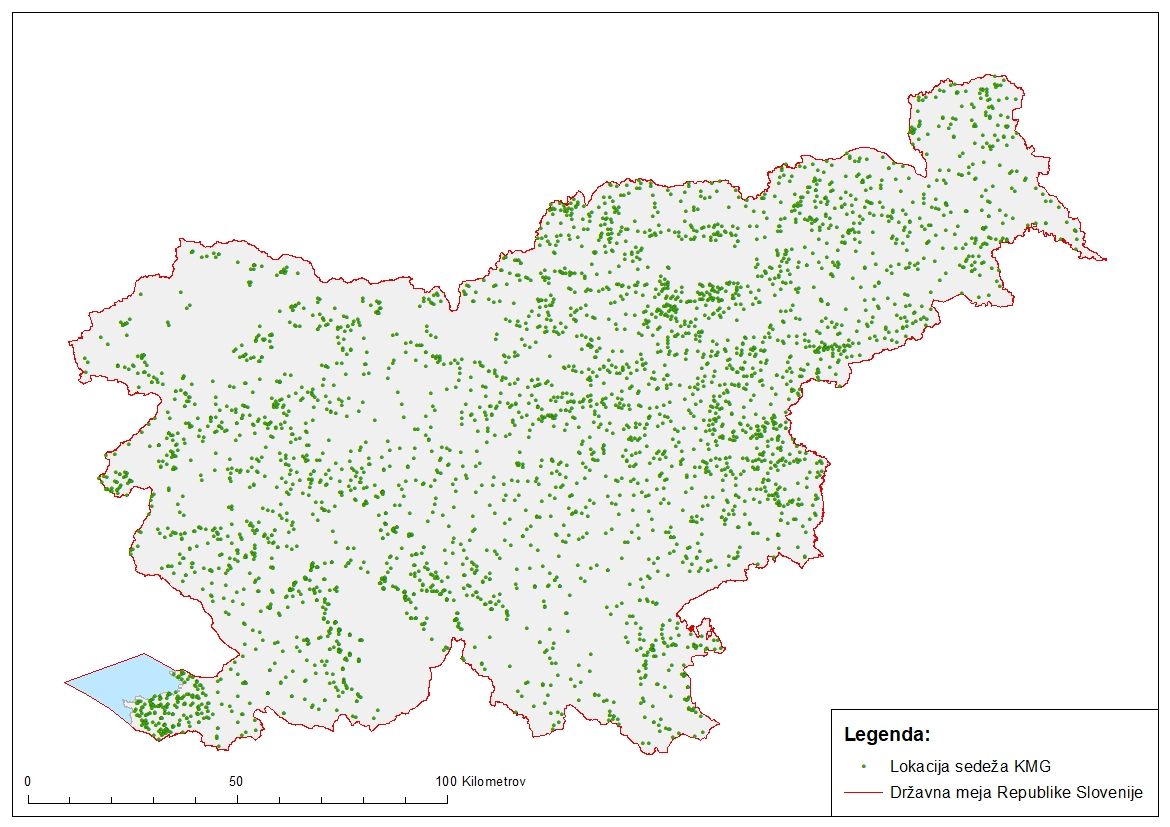 Legenda:
Lokacija sedeža KMG
Državna meja Republike Slovenije
0 50 100 Kilometrov